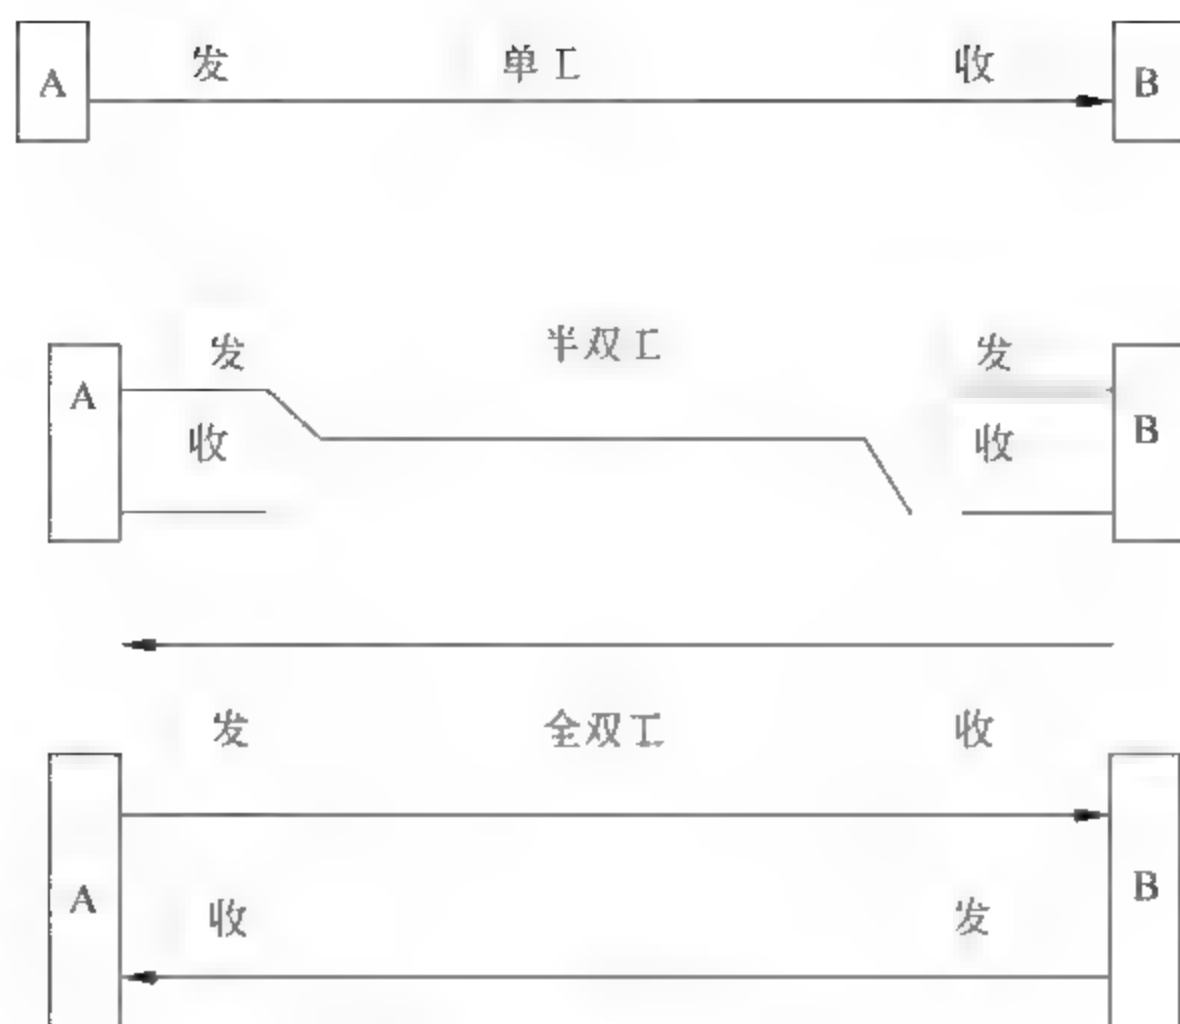 A 发 单工 收 B
发 半双工 发
A
收 收 B
发 全双工 收
A B
收 发